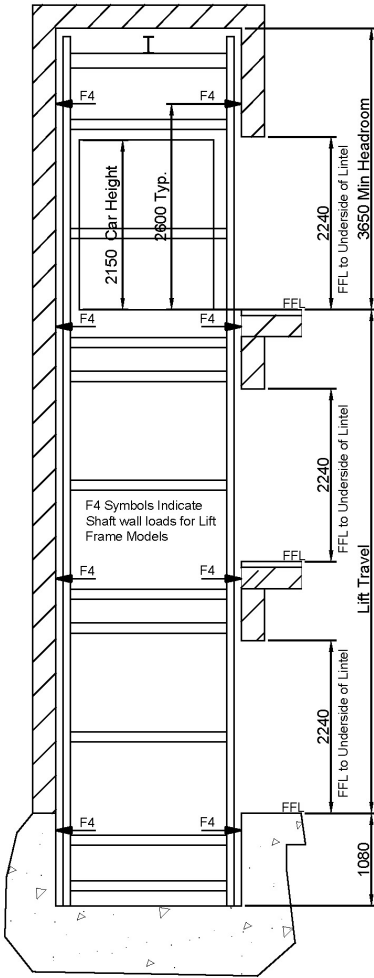 F4
F4
2150 Car Height
2600 Typ.
2240
FFL to Underside of Lintel
3650 Min Headroom
FFL
F4
F4
2240
FFL to Underside of Lintel
F4 Symbols Indicate
Shaft wall loads for Lift
Frame Models
FFL
F4
F4
Lift Travel
2240
FFL to Underside of Lintel
FFL
F4
F4
1080